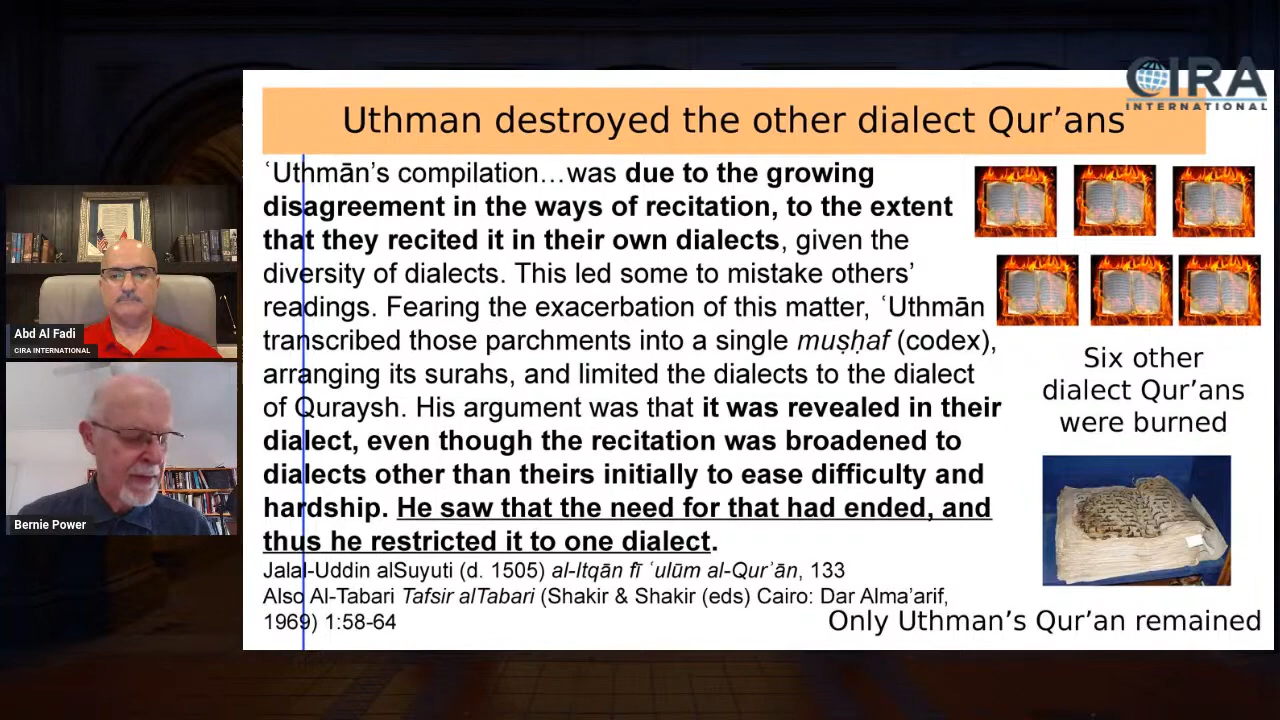 CIRA
INTERNATIONAL
Uthman destroyed the other dialect Qur’ans
ʿUthmān’s compilation…was due to the growing
disagreement in the ways of recitation, to the extent
that they recited it in their own dialects, given the
diversity of dialects. This led some to mistake others’
readings. Fearing the exacerbation of this matter, ʿUthmān
transcribed those parchments into a single muṣḥaf (codex),
arranging its surahs, and limited the dialects to the dialect
of Quraysh. His argument was that it was revealed in their
dialect, even though the recitation was broadened to
dialects other than theirs initially to ease difficulty and
hardship. He saw that the need for that had ended, and
thus he restricted it to one dialect.
Jalal-Uddin alSuyuti (d. 1505) al-Itqān fī ʿulūm al-Qurʾān, 133
Also Al-Tabari Tafsir alTabari (Shakir & Shakir (eds) Cairo: Dar Alma’arif,
1969) 1:58-64
Six other
dialect Qur’ans
were burned
Only Uthman’s Qur’an remained
Abd Al Fadi
CIRA INTERNATIONAL
Bernie Power